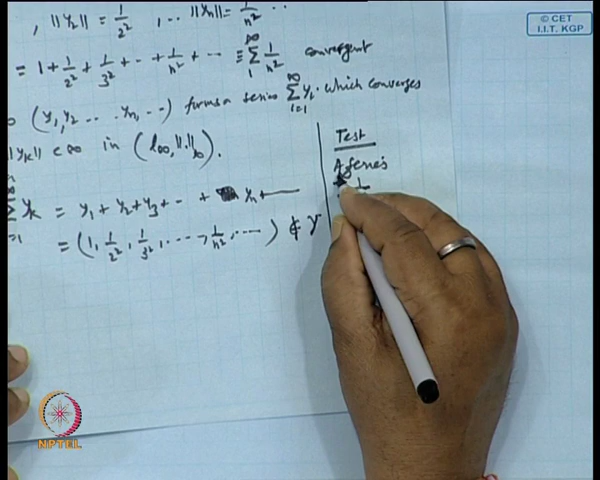 , ||y₂|| = 1/2², ... ||yₙ|| = 1/n² ...
= 1 + 1/2² + 1/3² + ... + 1/n² + ... ≡ ∑₁^∞ 1/n² convergent
(y₁, y₂ ... yₙ, ...) forms a series ∑_{i=1}^∞ yᵢ. which converges
||yₖ|| < ∞ in (l∞, ||.||∞).
∑ yₖ = y₁ + y₂ + y₃ + ... + yₙ +
= (1, 1/2², 1/3², ..., 1/n², ...) ∉ Y
Test
A series
© CET
I.I.T. KGP
NPTEL